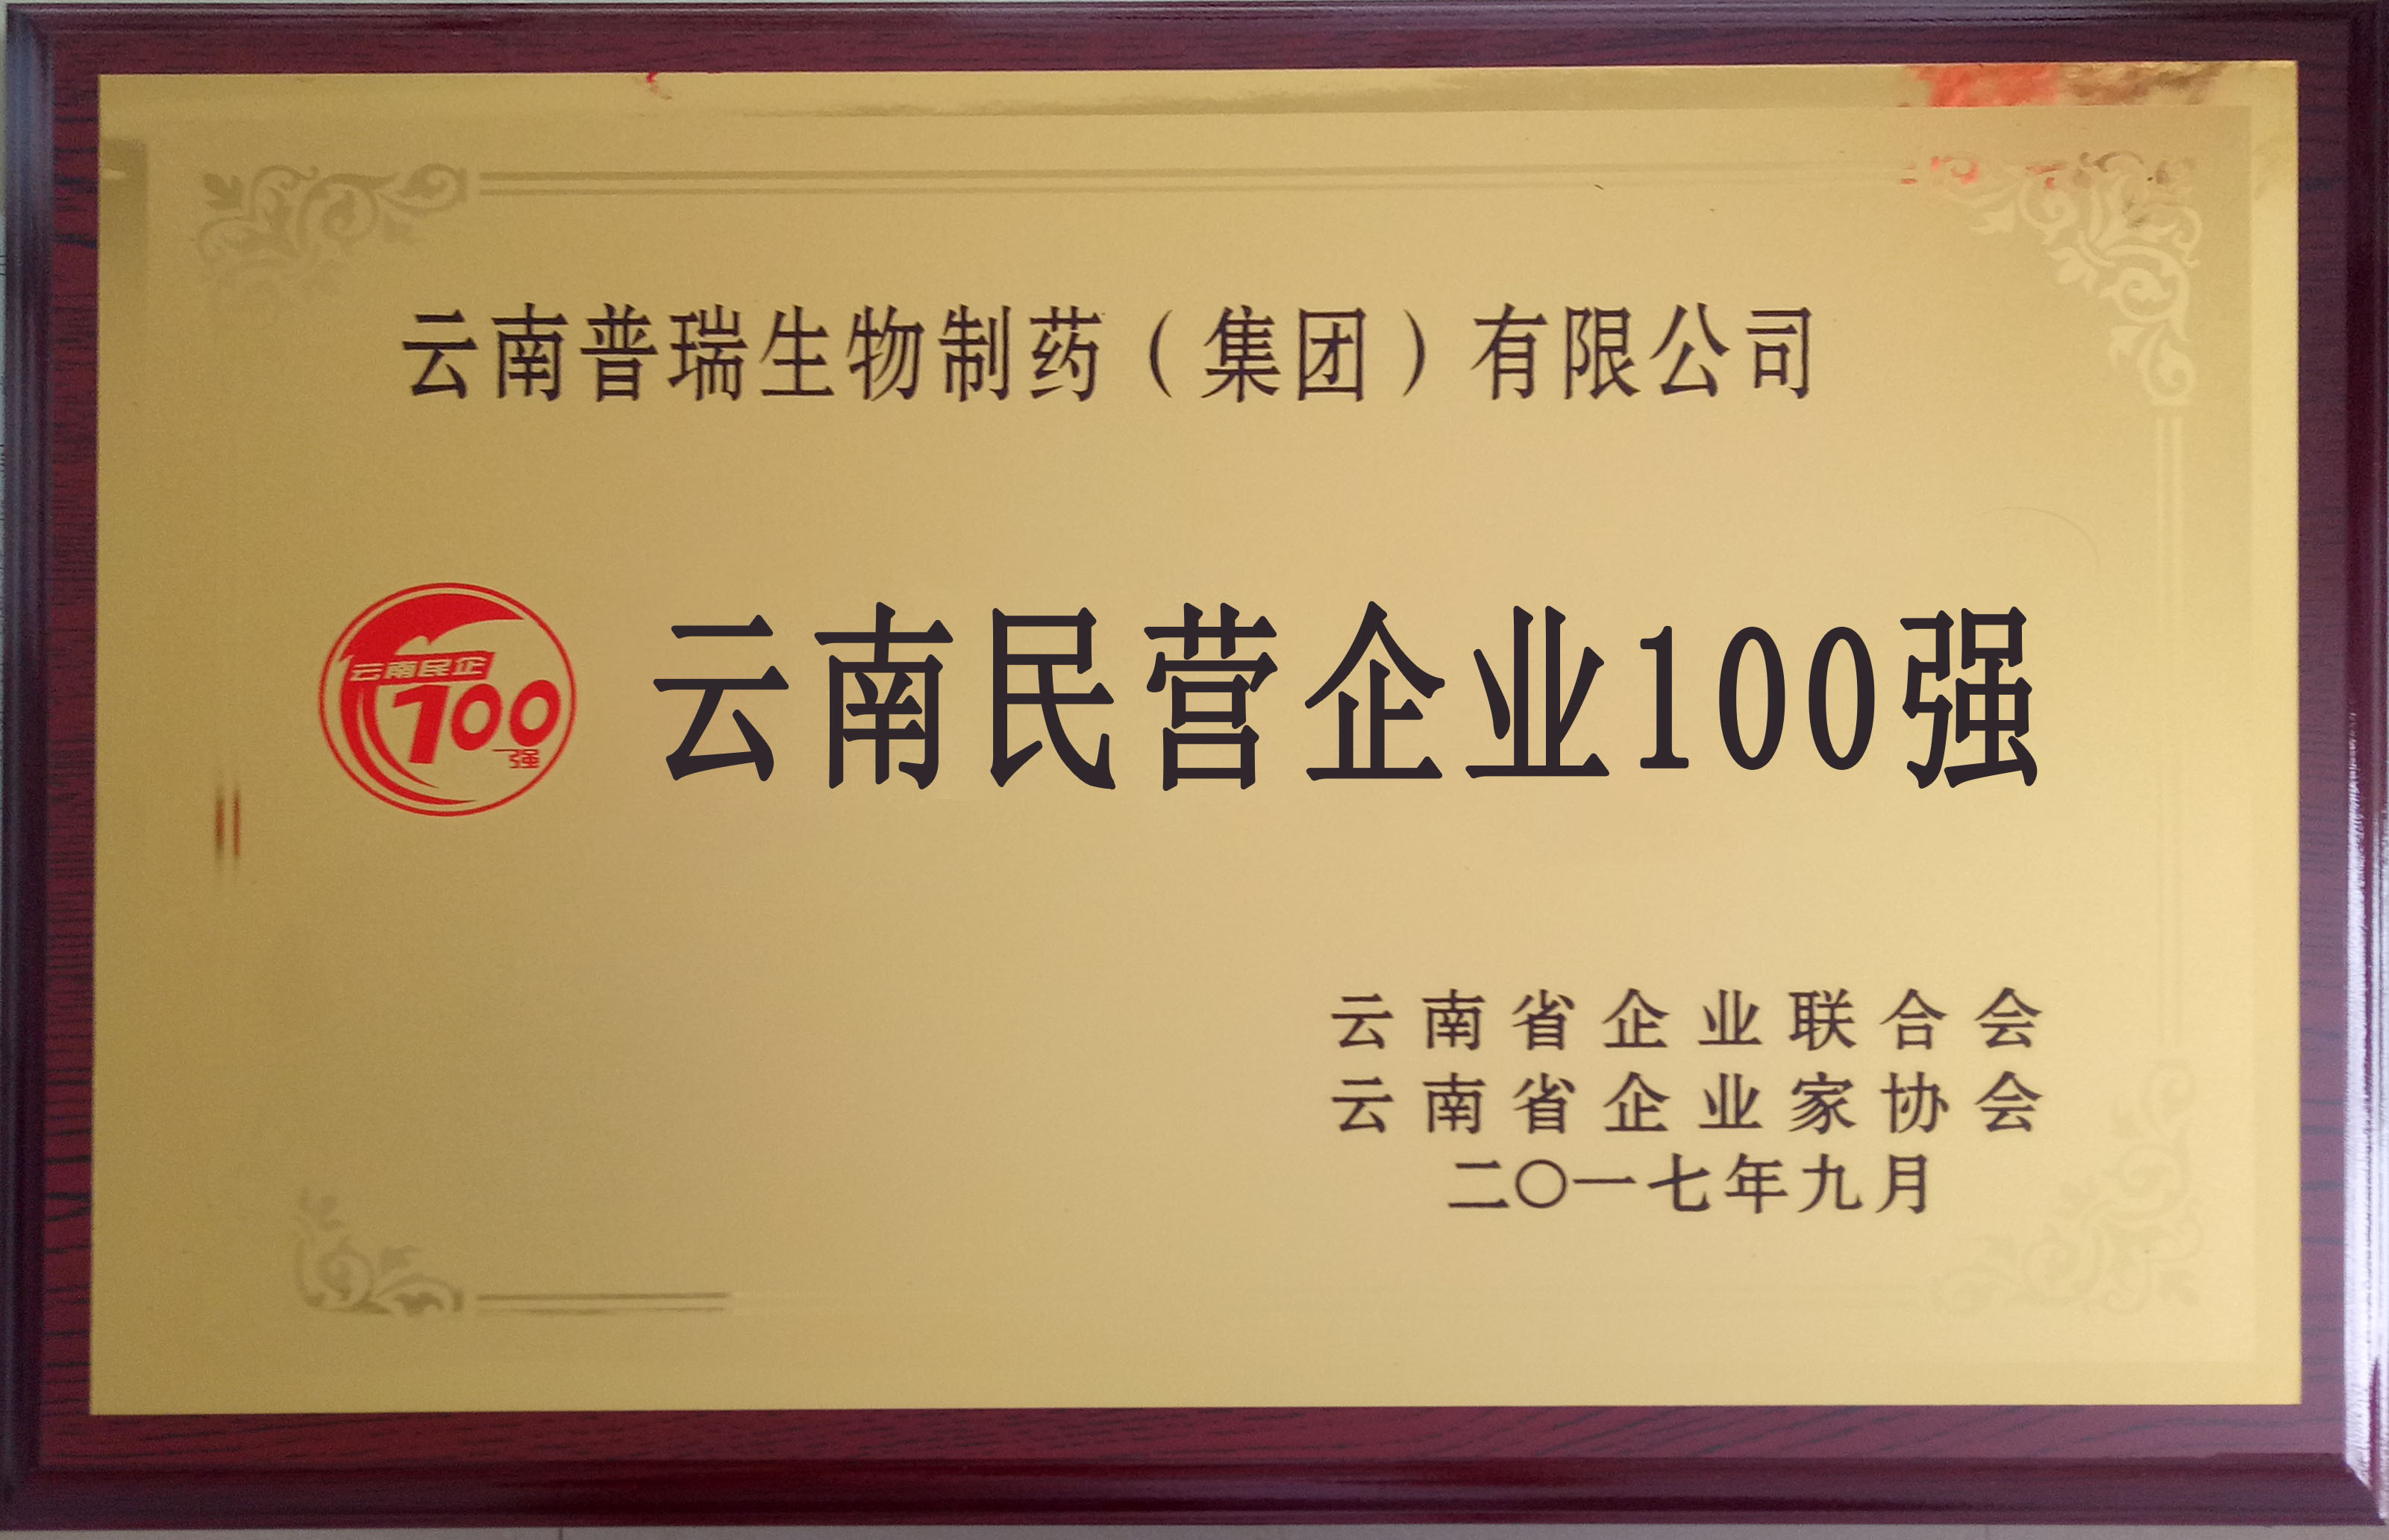 云南普瑞生物制药（集团）有限公司
云南民企
100
强
云南民营企业100强
云南省企业联合会
云南省企业家协会
二〇一七年九月